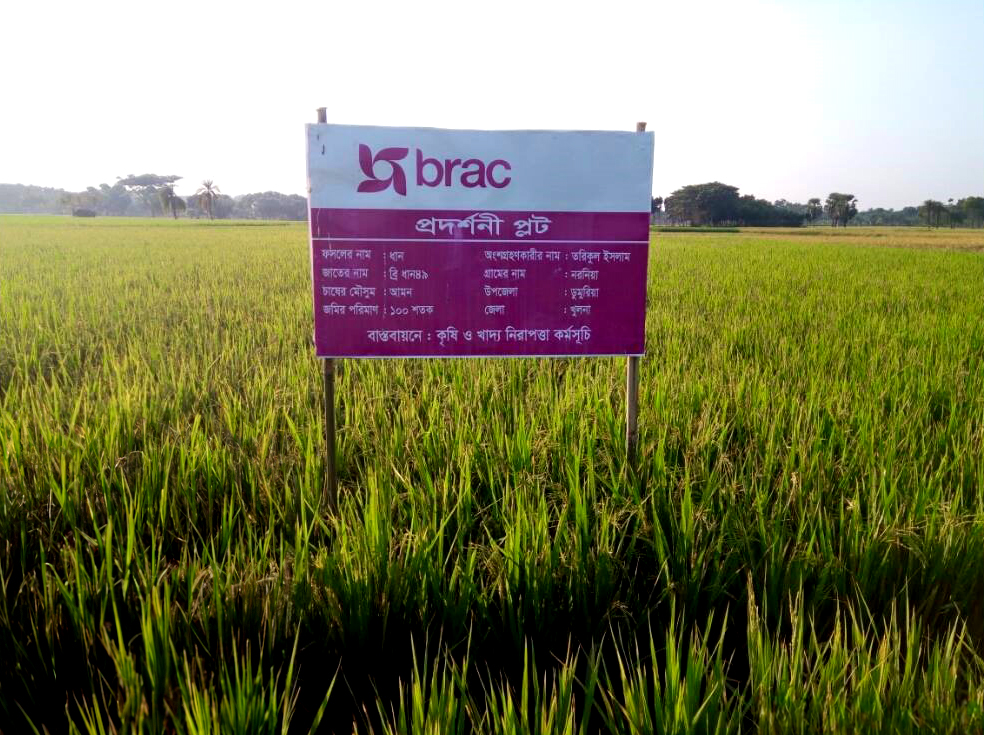 brac
প্রদর্শনী প্লট
ফসলের নাম : ধান অংশগ্রহণকারীর নাম : তরিকুল ইসলাম
জাতের নাম : ব্রি ধান৪৯ গ্রামের নাম : নরনিয়া
চাষের মৌসুম : আমন উপজেলা : ডুমুরিয়া
জমির পরিমাণ : ১০০ শতক জেলা : খুলনা
বাস্তবায়নে : কৃষি ও খাদ্য নিরাপত্তা কর্মসূচি